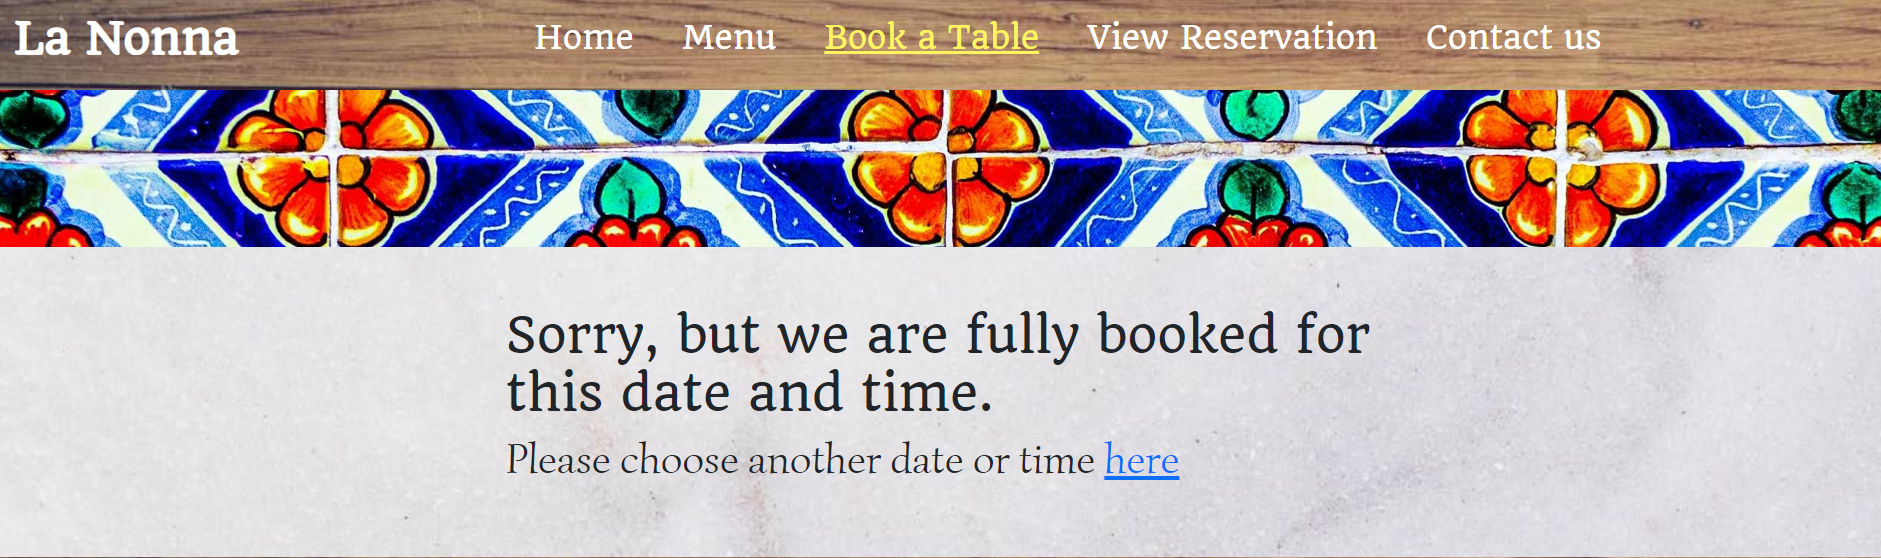 La Nonna Home Menu Book a Table View Reservation Contact us
Sorry, but we are fully booked for
this date and time.
Please choose another date or time here